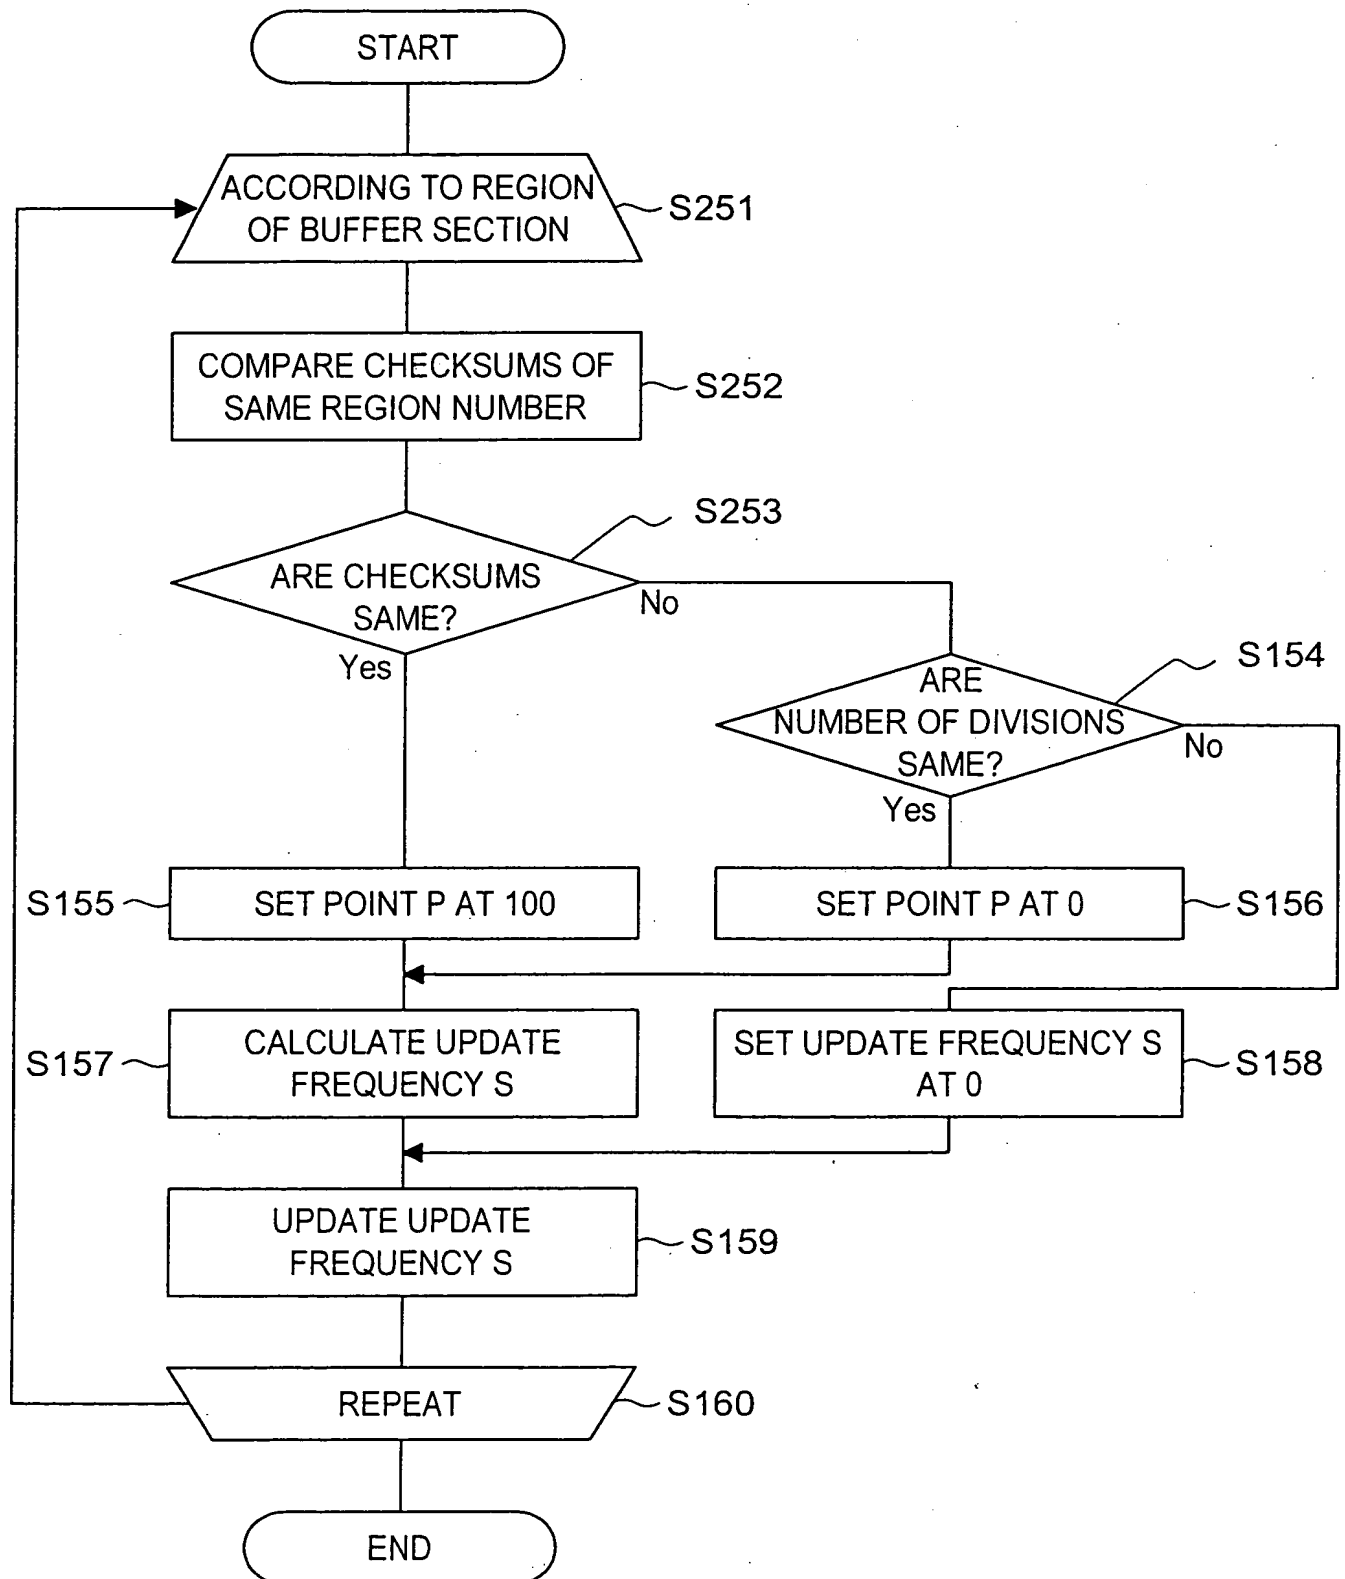 START
ACCORDING TO REGION
OF BUFFER SECTION
S251
COMPARE CHECKSUMS OF
SAME REGION NUMBER
S252
S253
ARE CHECKSUMS
SAME?
No
Yes
S154
ARE
NUMBER OF DIVISIONS
SAME?
No
Yes
S155
SET POINT P AT 100
SET POINT P AT 0
S156
S157
CALCULATE UPDATE
FREQUENCY S
SET UPDATE FREQUENCY S
AT 0
S158
UPDATE UPDATE
FREQUENCY S
S159
REPEAT
S160
END